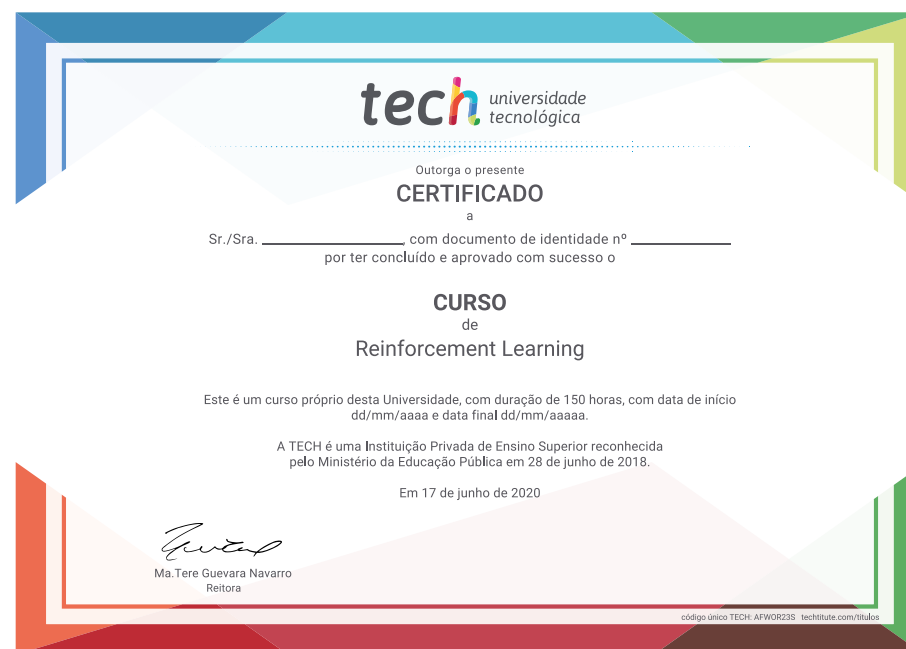 tech universidade
tecnológica
Outorga o presente
CERTIFICADO
a
Sr./Sra. ____________, com documento de identidade nº ____________
por ter concluído e aprovado com sucesso o
CURSO
de
Reinforcement Learning
Este é um curso próprio desta Universidade, com duração de 150 horas, com data de início
dd/mm/aaaa e data final dd/mm/aaaaa.
A TECH é uma Instituição Privada de Ensino Superior reconhecida
pelo Ministério da Educação Pública em 28 de junho de 2018.
Em 17 de junho de 2020
Ma.Tere Guevara Navarro
Reitora
código único TECH: AFWOR23S techtitute.com/titulos